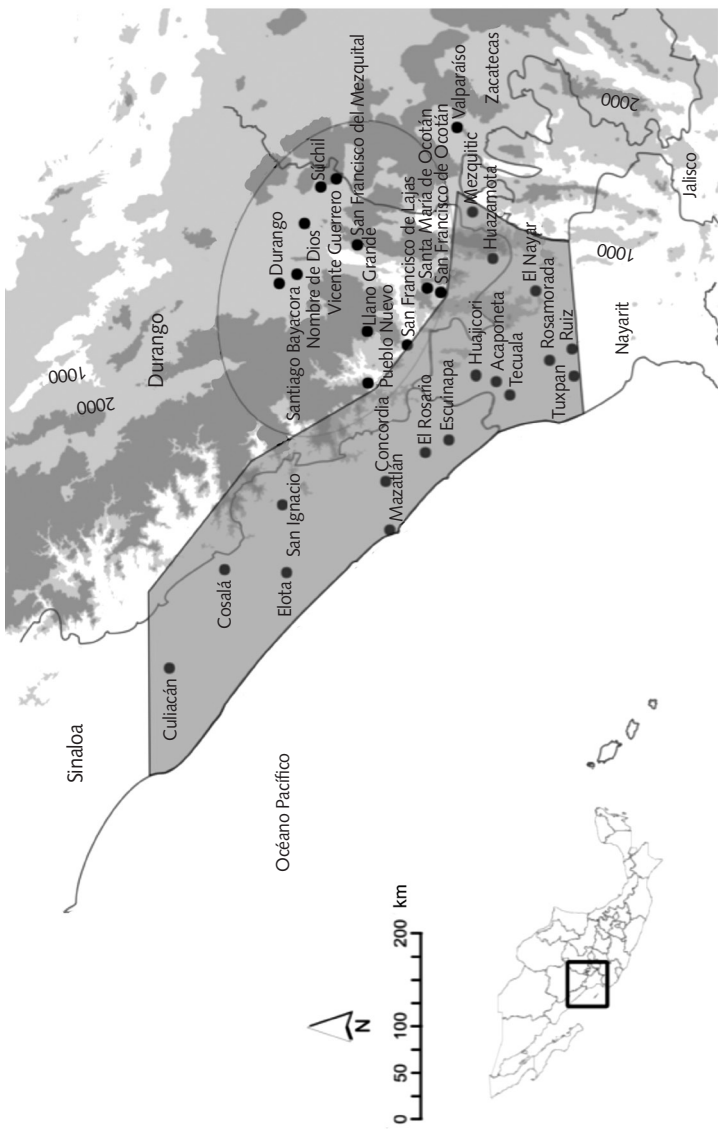 Sinaloa
Durango
1000
2000
Culiacán
Cosalá
Elota
San Ignacio
Océano Pacífico
Durango
Santiago Bayacora
Nombre de Dios
Súchil
Vicente Guerrero
San Francisco del Mezquital
Llano Grande
Pueblo Nuevo
Concordia
Mazatlán
San Francisco de Lajas
Santa María de Ocotán
San Francisco de Ocotán
El Rosario
Escuinapa
Valparaiso
Zacatecas
Mezquitic
Huajicori
Acaponeta
Tecuala
Huazamota
El Nayar
Rosamorada
Ruiz
Tuxpan
Nayarit
Jalisco
1000
2000
N
0 50 100 200 km